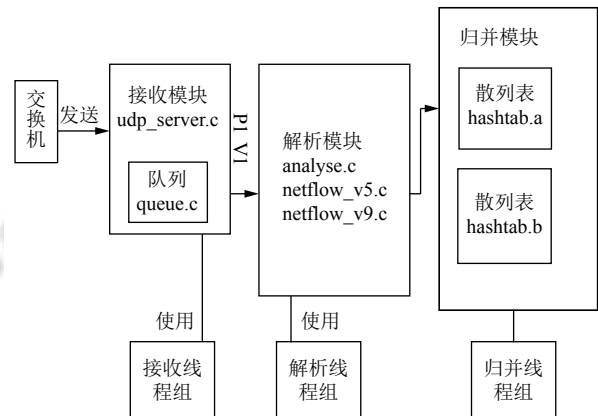 交
换
机
发送
接收模块
udp_server.c
队列
queue.c
P1 V1
解析模块
analyse.c
netflow_v5.c
netflow_v9.c
归并模块
散列表
hashtab.a
散列表
hashtab.b
使用
使用
接收线
程组
解析线
程组
归并线
程组